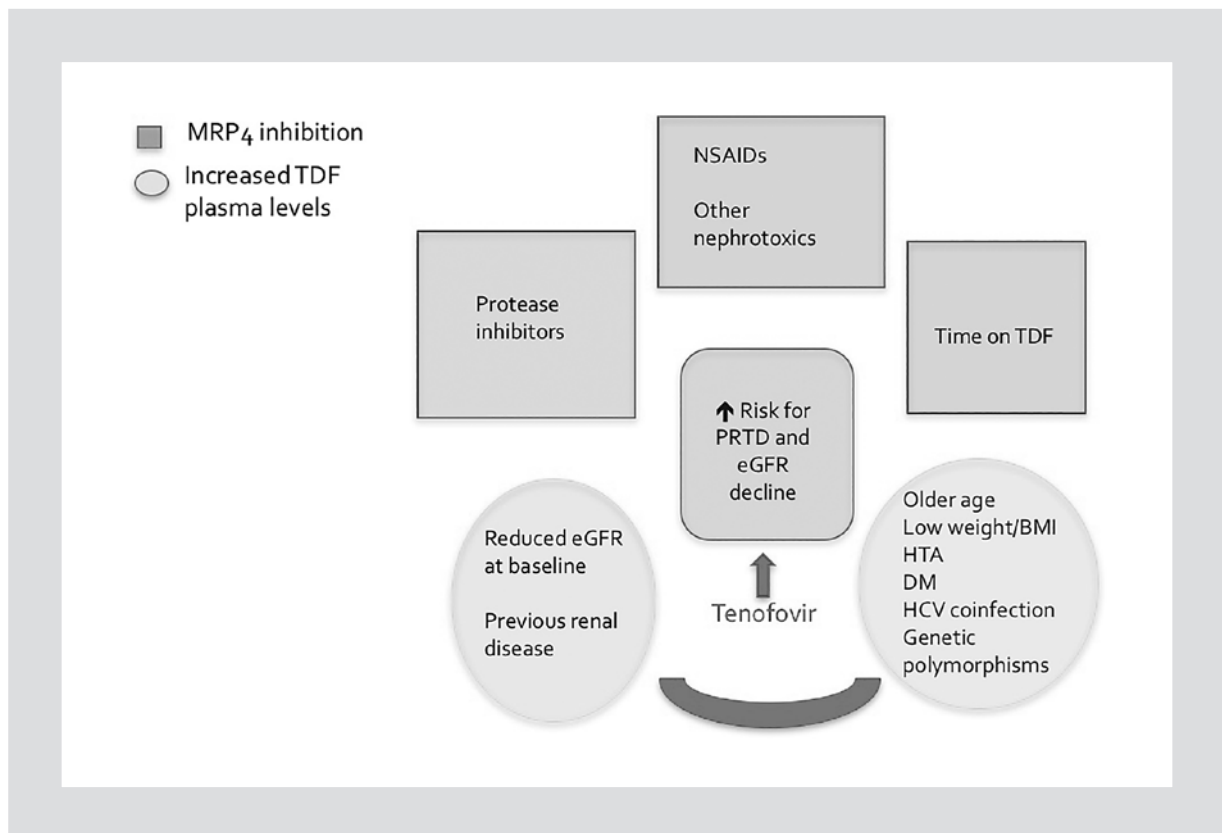 MRP4 inhibition
Increased TDF
plasma levels
NSAIDs
Other
nephrotoxics
Protease
inhibitors
Time on TDF
↑ Risk for
PRTD and
eGFR
decline
Reduced eGFR
at baseline
Previous renal
disease
Tenofovir
Older age
Low weight/BMI
HTA
DM
HCV coinfection
Genetic
polymorphisms